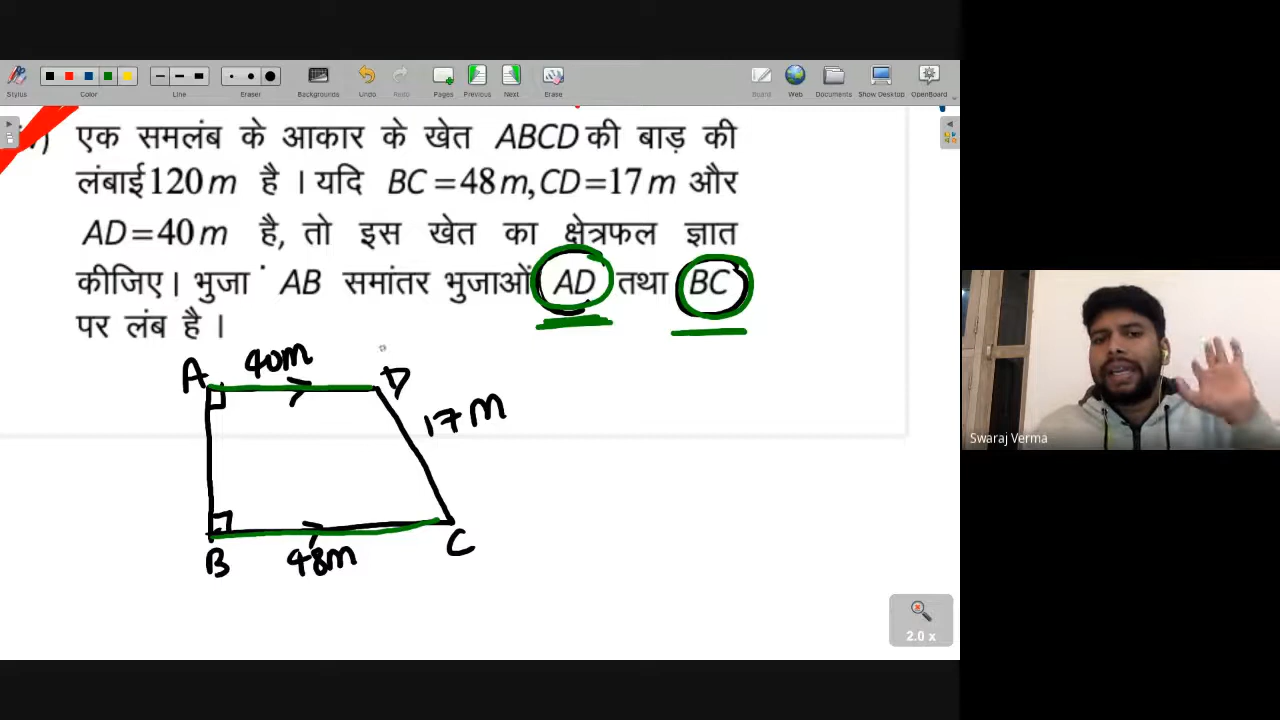 Stylus Color Line Eraser Backgrounds Undo Redo Pages Previous Next Erase Board Web Documents Show Desktop OpenBoard
एक समलंब के आकार के खेत ABCD की बाड़ की
लंबाई 120 m है । यदि BC = 48 m, CD = 17 m और
AD = 40 m है, तो इस खेत का क्षेत्रफल ज्ञात
कीजिए। भुजा AB समांतर भुजाओं AD तथा BC
पर लंब है ।
A 40m D
17 m
B 48m C
Swaraj Verma
2.0 x